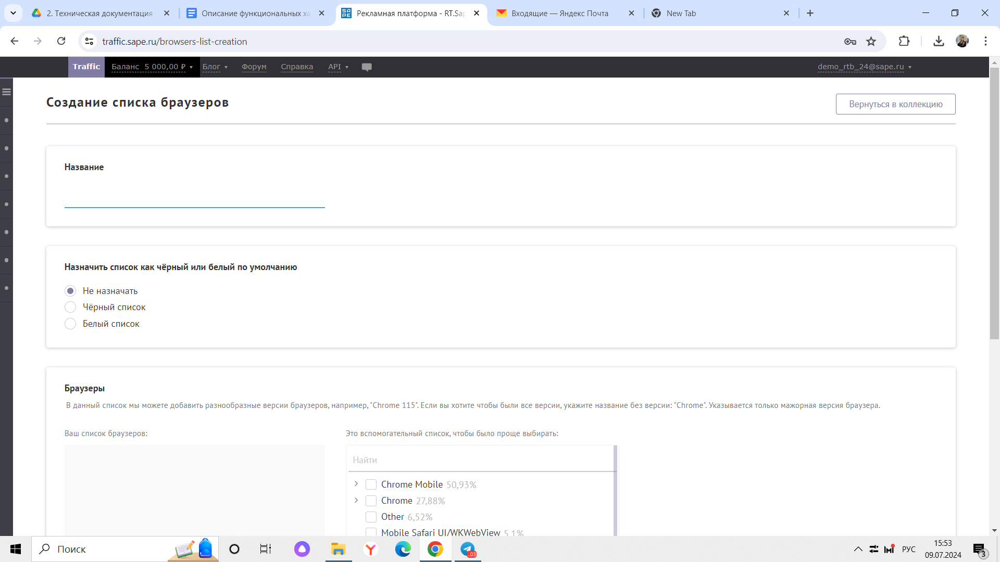 2. Техническая документация
Описание функциональных ха
Рекламная платформа - RT.Sap
Входящие — Яндекс Почта
New Tab
traffic.sape.ru/browsers-list-creation
Traffic
Баланс 5 000,00 ₽
Блог
Форум
Справка
API
demo_rtb_24@sape.ru
Создание списка браузеров
Вернуться в коллекцию
Название
Назначить список как чёрный или белый по умолчанию
Не назначать
Чёрный список
Белый список
Браузеры
В данный список мы можете добавить разнообразные версии браузеров, например, "Chrome 115". Если вы хотите чтобы были все версии, укажите название без версии: "Chrome". Указывается только мажорная версия браузера.
Ваш список браузеров:
Это вспомогательный список, чтобы было проще выбирать:
Найти
Chrome Mobile 50,93%
Chrome 27,88%
Other 6,52%
Mobile Safari UI/WKWebView 5,1%
Поиск
..03
РУС
15:53
09.07.2024
3